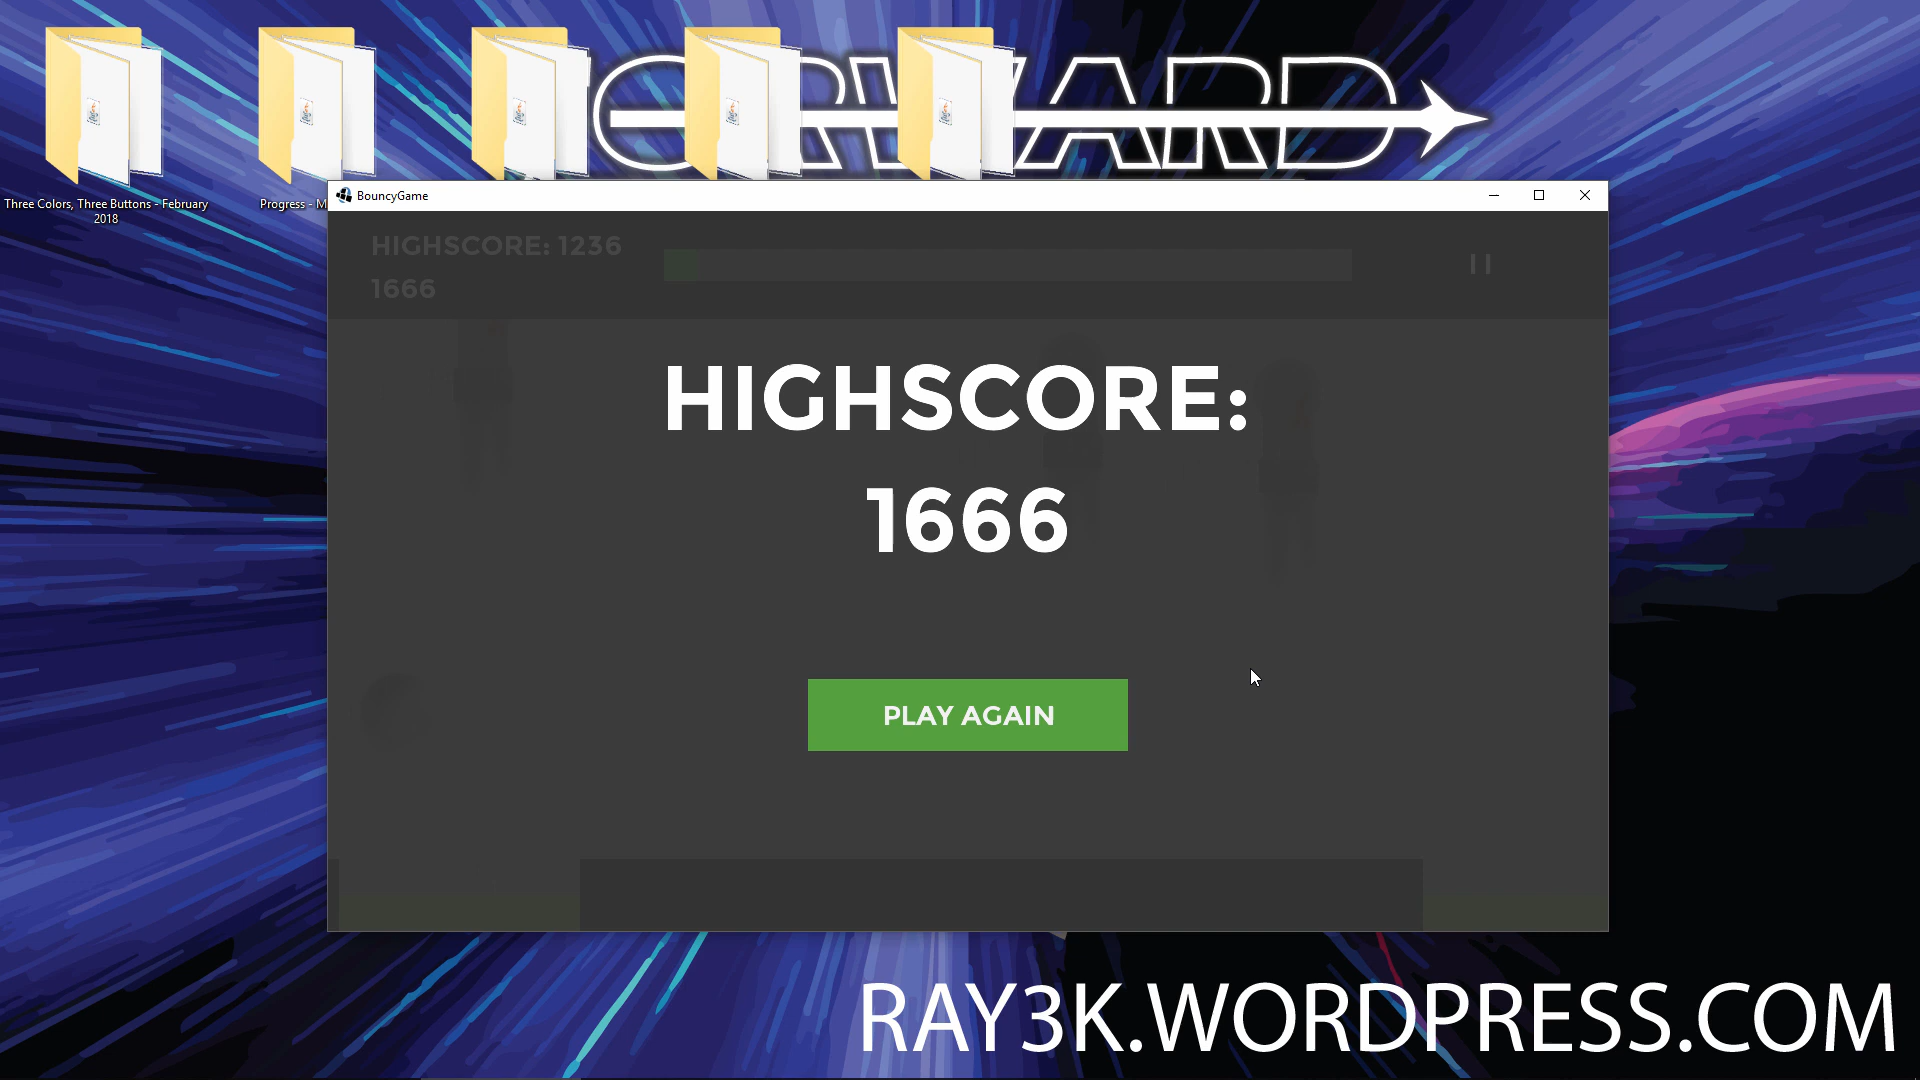 Three Colors, Three Buttons - February
2018
Progress - M
BouncyGame
HIGHSCORE: 1236
1666
HIGHSCORE:
1666
PLAY AGAIN
RAY3K.WORDPRESS.COM